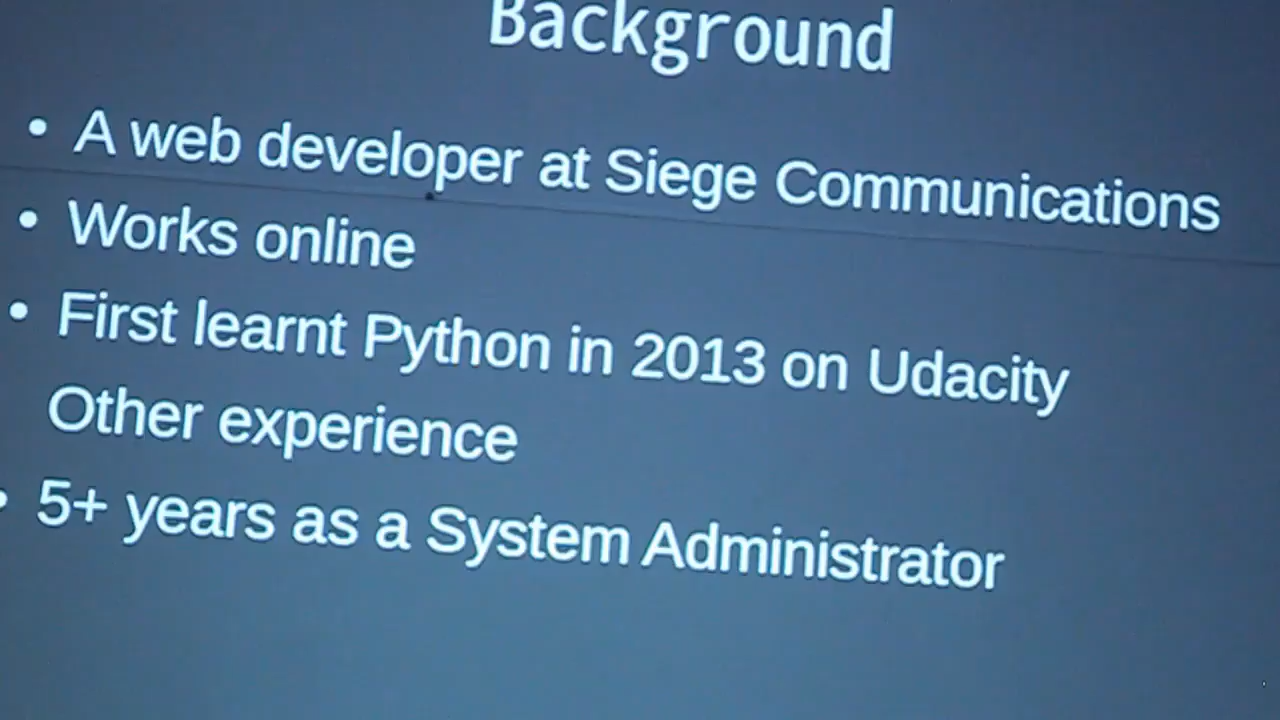 Background
• A web developer at Siege Communications
• Works online
• First learnt Python in 2013 on Udacity
Other experience
• 5+ years as a System Administrator